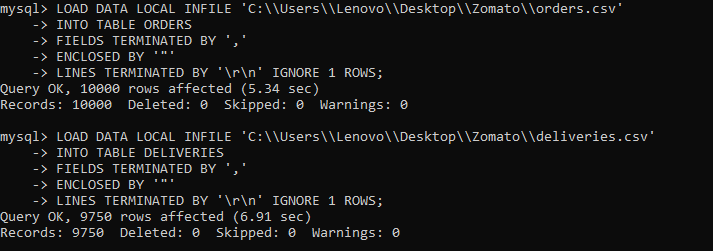 mysql> LOAD DATA LOCAL INFILE 'C:\\Users\\Lenovo\\Desktop\\Zomato\\orders.csv'
    -> INTO TABLE ORDERS
    -> FIELDS TERMINATED BY ','
    -> ENCLOSED BY '"'
    -> LINES TERMINATED BY '\r\n' IGNORE 1 ROWS;
Query OK, 10000 rows affected (5.34 sec)
Records: 10000  Deleted: 0  Skipped: 0  Warnings: 0

mysql> LOAD DATA LOCAL INFILE 'C:\\Users\\Lenovo\\Desktop\\Zomato\\deliveries.csv'
    -> INTO TABLE DELIVERIES
    -> FIELDS TERMINATED BY ','
    -> ENCLOSED BY '"'
    -> LINES TERMINATED BY '\r\n' IGNORE 1 ROWS;
Query OK, 9750 rows affected (6.91 sec)
Records: 9750  Deleted: 0  Skipped: 0  Warnings: 0